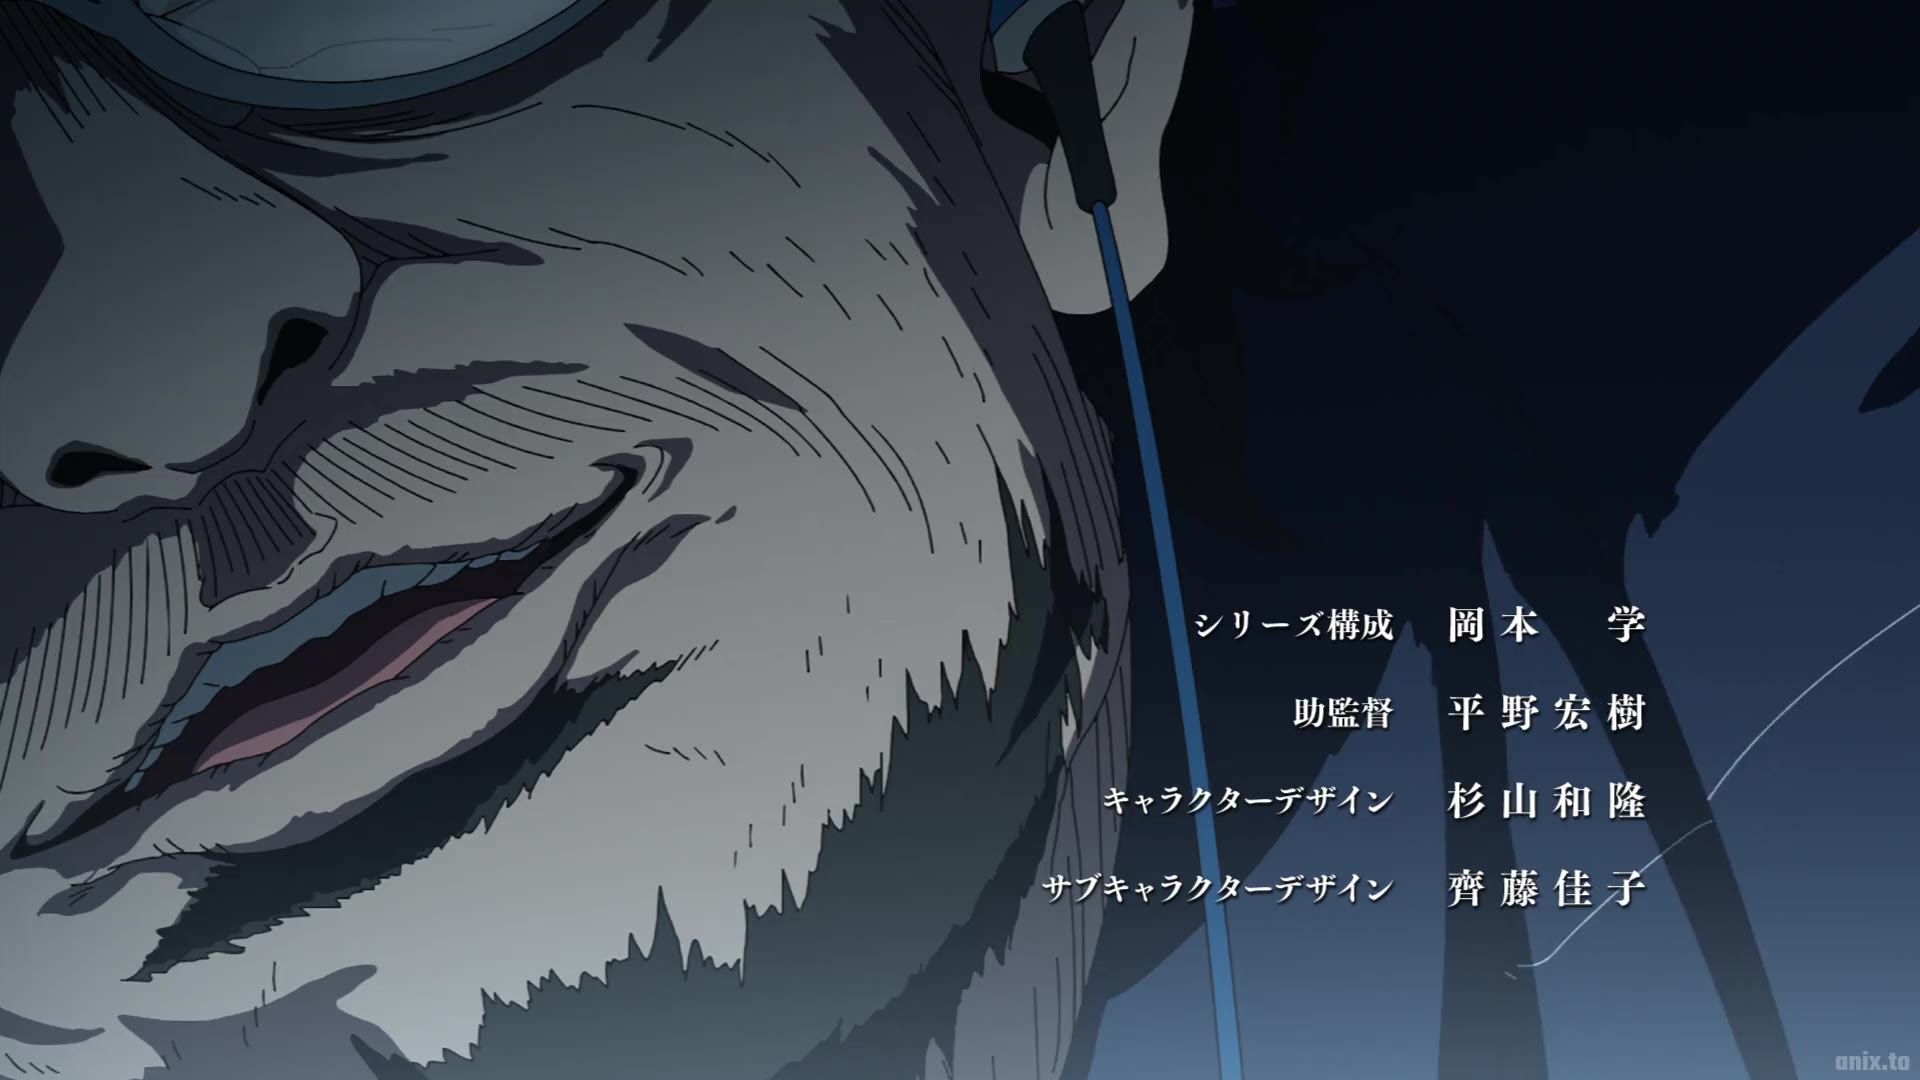 シリーズ構成 岡本 学
助監督 平野宏樹
キャラクターデザイン 杉山和隆
サブキャラクターデザイン 齊藤佳子
anix.to